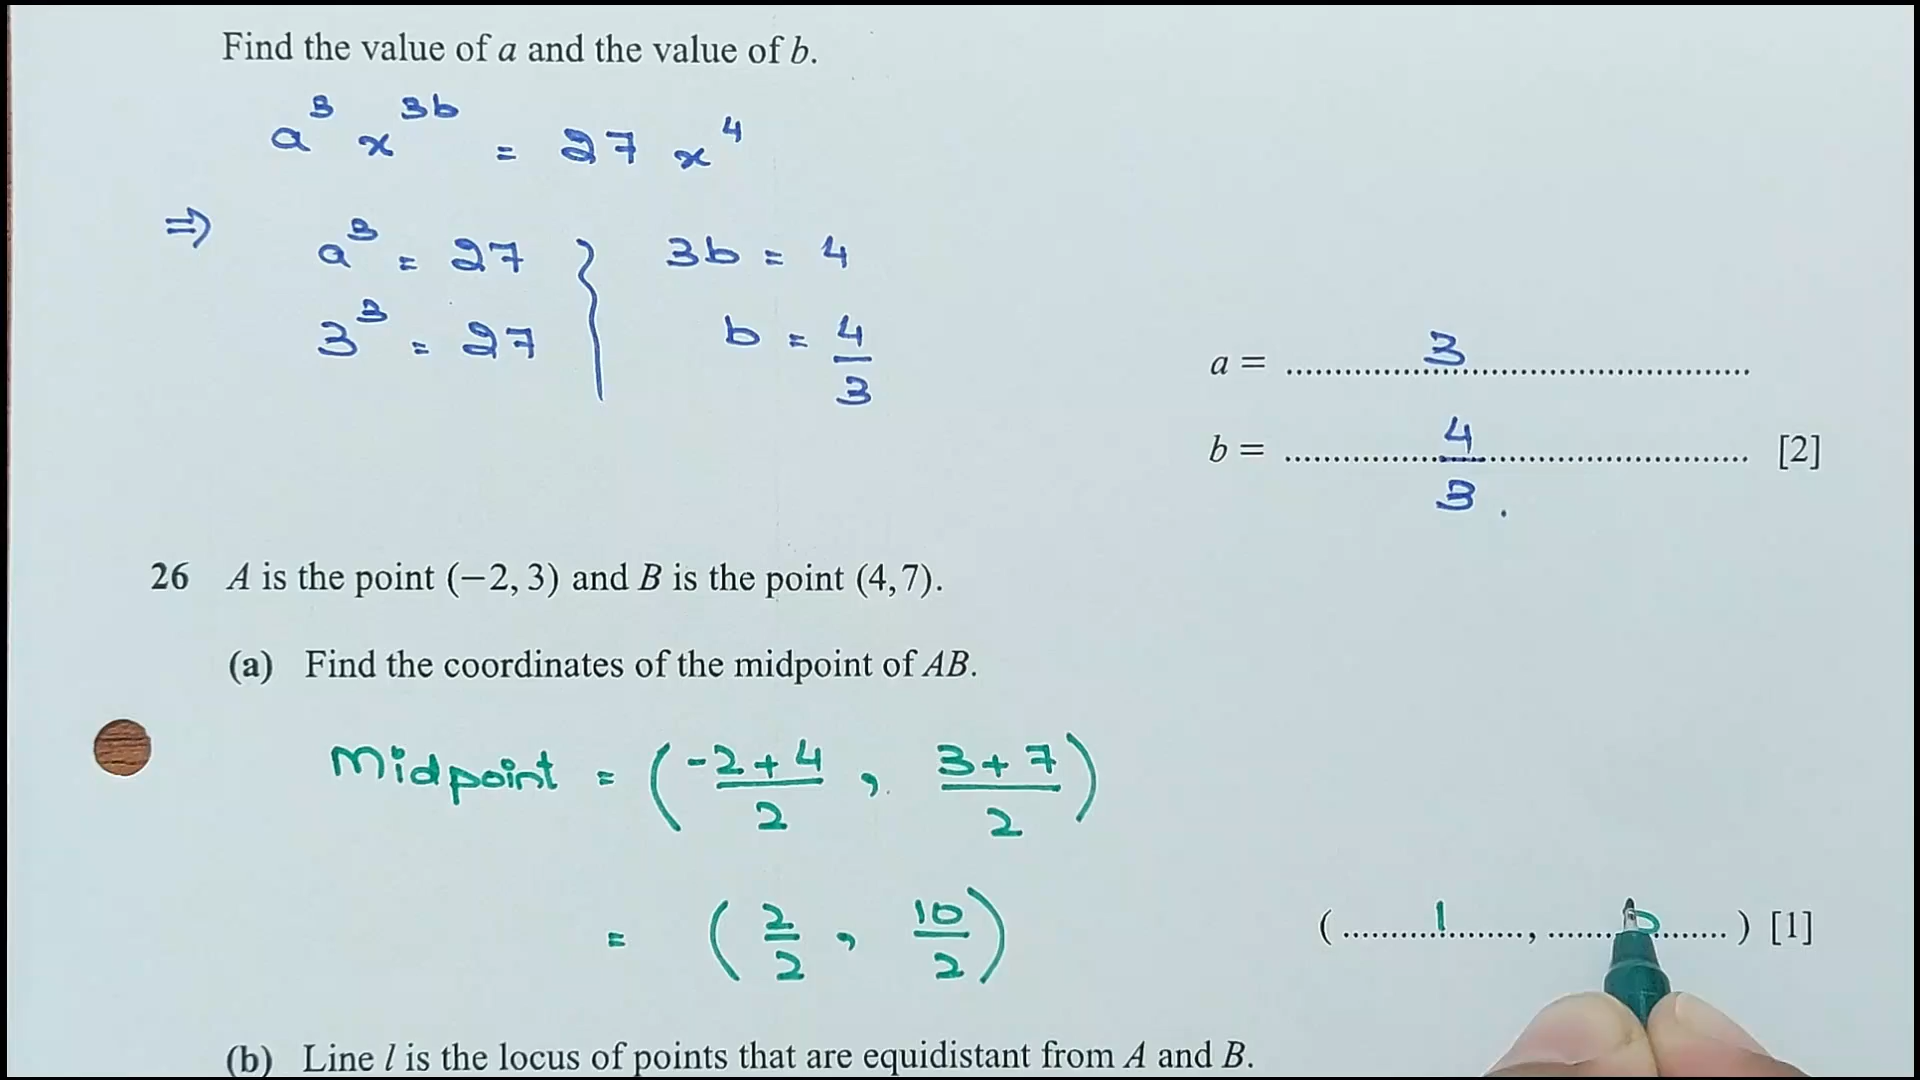 Find the value of a and the value of b.
a³ x³ᵇ = 27 x⁴
⇒ a³ = 27 } 3b = 4
3³ = 27 b = 4/3
a = 3
b = 4/3 . [2]
26 A is the point (−2, 3) and B is the point (4, 7).
(a) Find the coordinates of the midpoint of AB.
Midpoint = (-2+4/2 , 3+7/2)
= (2/2 , 10/2)
( 1 , ) [1]
(b) Line l is the locus of points that are equidistant from A and B.